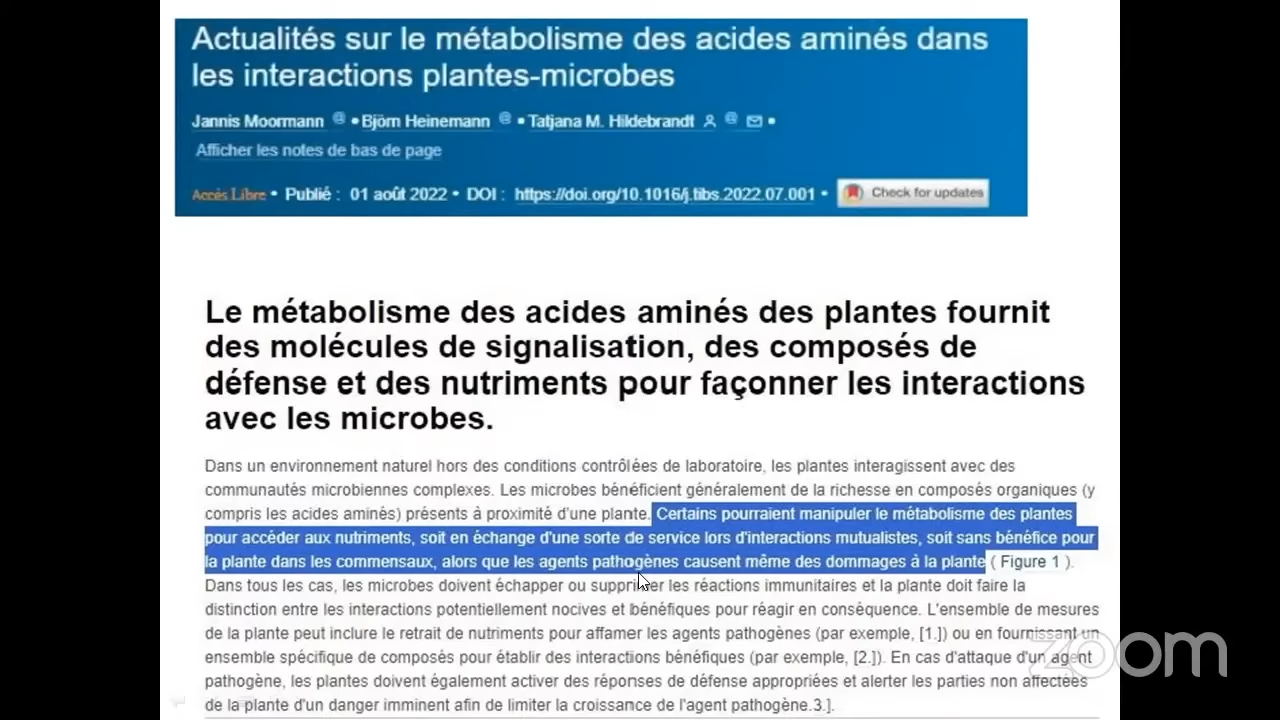 Actualités sur le métabolisme des acides aminés dans
les interactions plantes-microbes
Jannis Moormann • Björn Heinemann • Tatjana M. Hildebrandt •
Afficher les notes de bas de page
Accès Libre • Publié : 01 août 2022 • DOI : https://doi.org/10.1016/j.tibs.2022.07.001 • Check for updates
Le métabolisme des acides aminés des plantes fournit
des molécules de signalisation, des composés de
défense et des nutriments pour façonner les interactions
avec les microbes.
Dans un environnement naturel hors des conditions contrôlées de laboratoire, les plantes interagissent avec des
communautés microbiennes complexes. Les microbes bénéficient généralement de la richesse en composés organiques (y
compris les acides aminés) présents à proximité d'une plante. Certains pourraient manipuler le métabolisme des plantes
pour accéder aux nutriments, soit en échange d'une sorte de service lors d'interactions mutualistes, soit sans bénéfice pour
la plante dans les commensaux, alors que les agents pathogènes causent même des dommages à la plante ( Figure 1 ).
Dans tous les cas, les microbes doivent échapper ou supprimer les réactions immunitaires et la plante doit faire la
distinction entre les interactions potentiellement nocives et bénéfiques pour réagir en conséquence. L'ensemble de mesures
de la plante peut inclure le retrait de nutriments pour affamer les agents pathogènes (par exemple, [1.]) ou en fournissant un
ensemble spécifique de composés pour établir des interactions bénéfiques (par exemple, [2.]). En cas d'attaque d'un agent
pathogène, les plantes doivent également activer des réponses de défense appropriées et alerter les parties non affectées
de la plante d'un danger imminent afin de limiter la croissance de l'agent pathogène.3.].
zoom